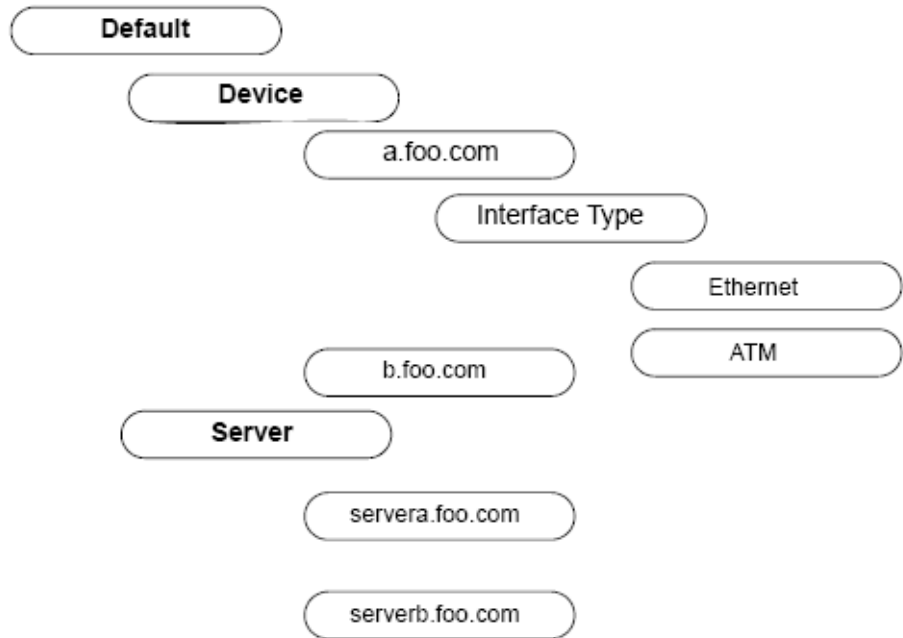 Default
Device
a.foo.com
Interface Type
Ethernet
ATM
b.foo.com
Server
servera.foo.com
serverb.foo.com